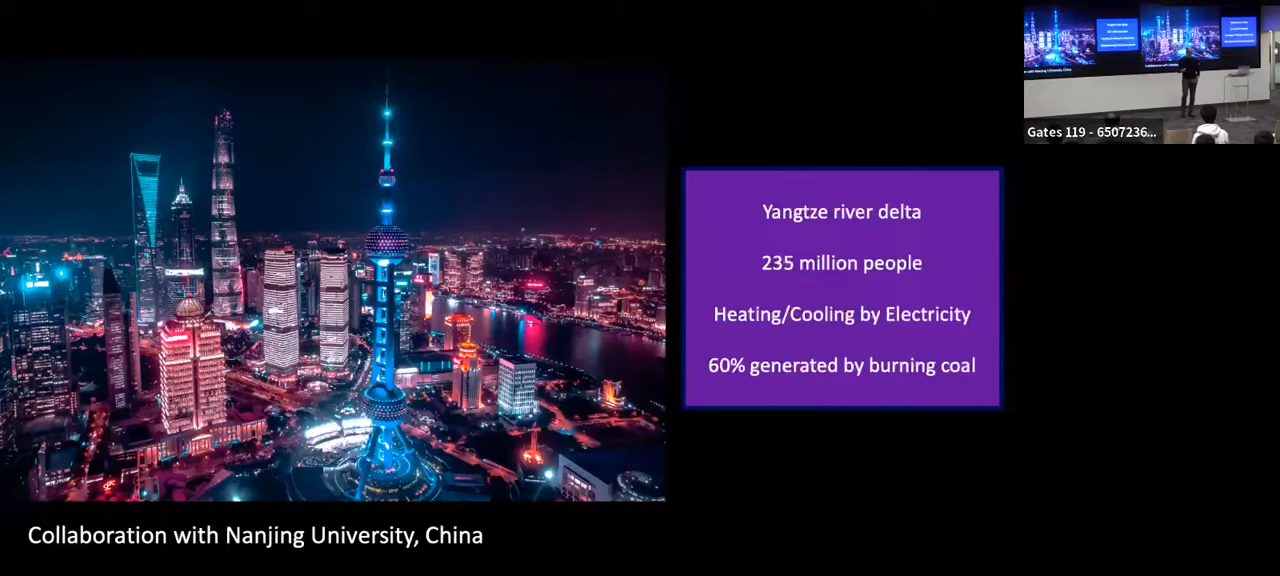 Yangtze river delta
235 million people
Heating/Cooling by Electricity
60% generated by burning coal
Collaboration with Nanjing University, China
Gates 119 - 6507236...